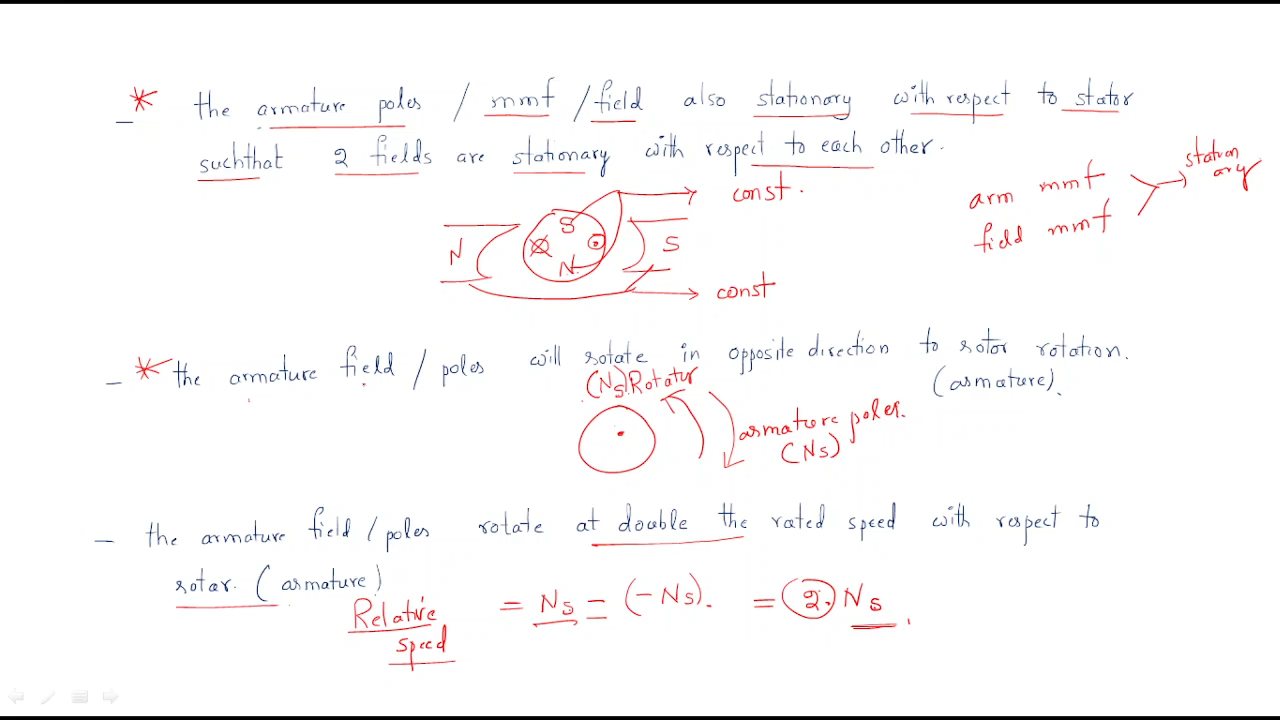 * the armature poles / mmf / field also stationary with respect to stator
suchthat 2 fields are stationary with respect to each other.
const.
arm mmf
field mmf
station
ary
N
S
N
S
const
* the armature field / poles will rotate in opposite direction to rotor rotation.
(armature).
(Ns)Rotator
armature poles.
(Ns)
- the armature field / poles rotate at double the rated speed with respect to
rotor. (armature)
Relative = Ns - (-Ns). = 2. Ns
speed